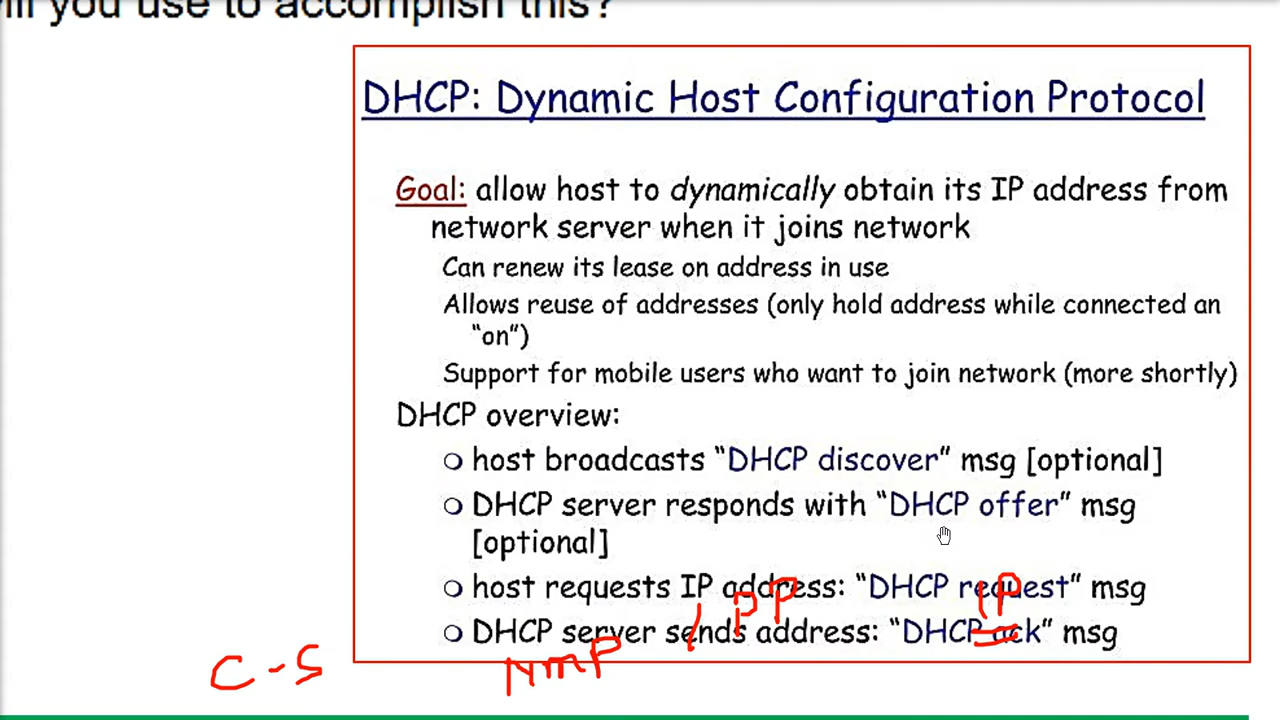 ill you use to accomplish this?
DHCP: Dynamic Host Configuration Protocol
Goal: allow host to dynamically obtain its IP address from
network server when it joins network
Can renew its lease on address in use
Allows reuse of addresses (only hold address while connected an
"on")
Support for mobile users who want to join network (more shortly)
DHCP overview:
host broadcasts "DHCP discover" msg [optional]
DHCP server responds with "DHCP offer" msg
[optional]
host requests IP address: "DHCP request" msg
IP
DHCP server sends address: "DHCP ack" msg
/ PP
C-S
NMP